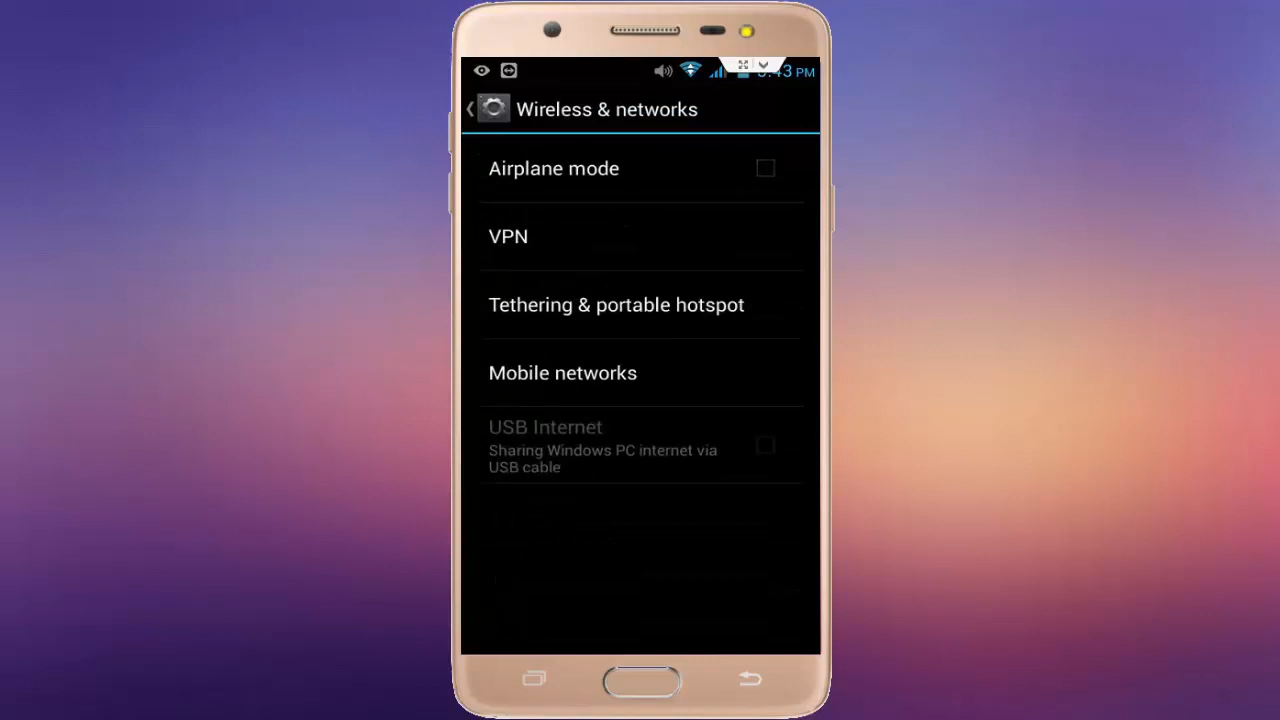 PM
Wireless & networks
Airplane mode
VPN
Tethering & portable hotspot
Mobile networks
USB Internet
Sharing Windows PC internet via
USB cable